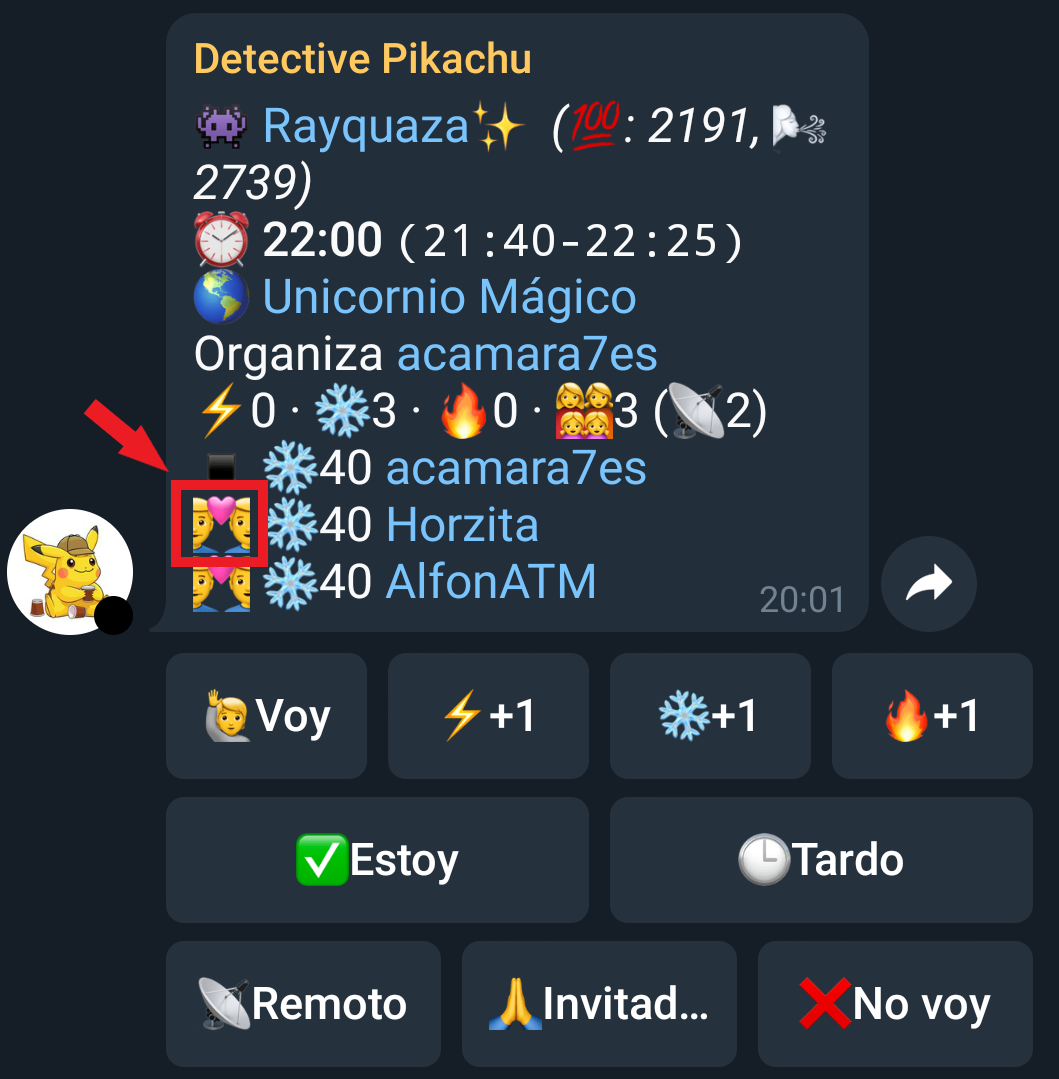 Detective Pikachu
👾 Rayquaza✨ (💯: 2191, 🌬
2739)
⏰ 22:00 (21:40-22:25)
🌎 Unicornio Mágico
Organiza acamara7es
⚡0 · ❄3 · 🔥0 · 👩‍👩‍👧‍👧3 (📡2)
▪ ❄40 acamara7es
👨‍❤️‍👨 ❄40 Horzita
👨‍❤️‍👨 ❄40 AlfonATM
20:01
🙋Voy
⚡+1
❄+1
🔥+1
✅Estoy
🕒Tardo
📡Remoto
🙏Invitad...
❌No voy